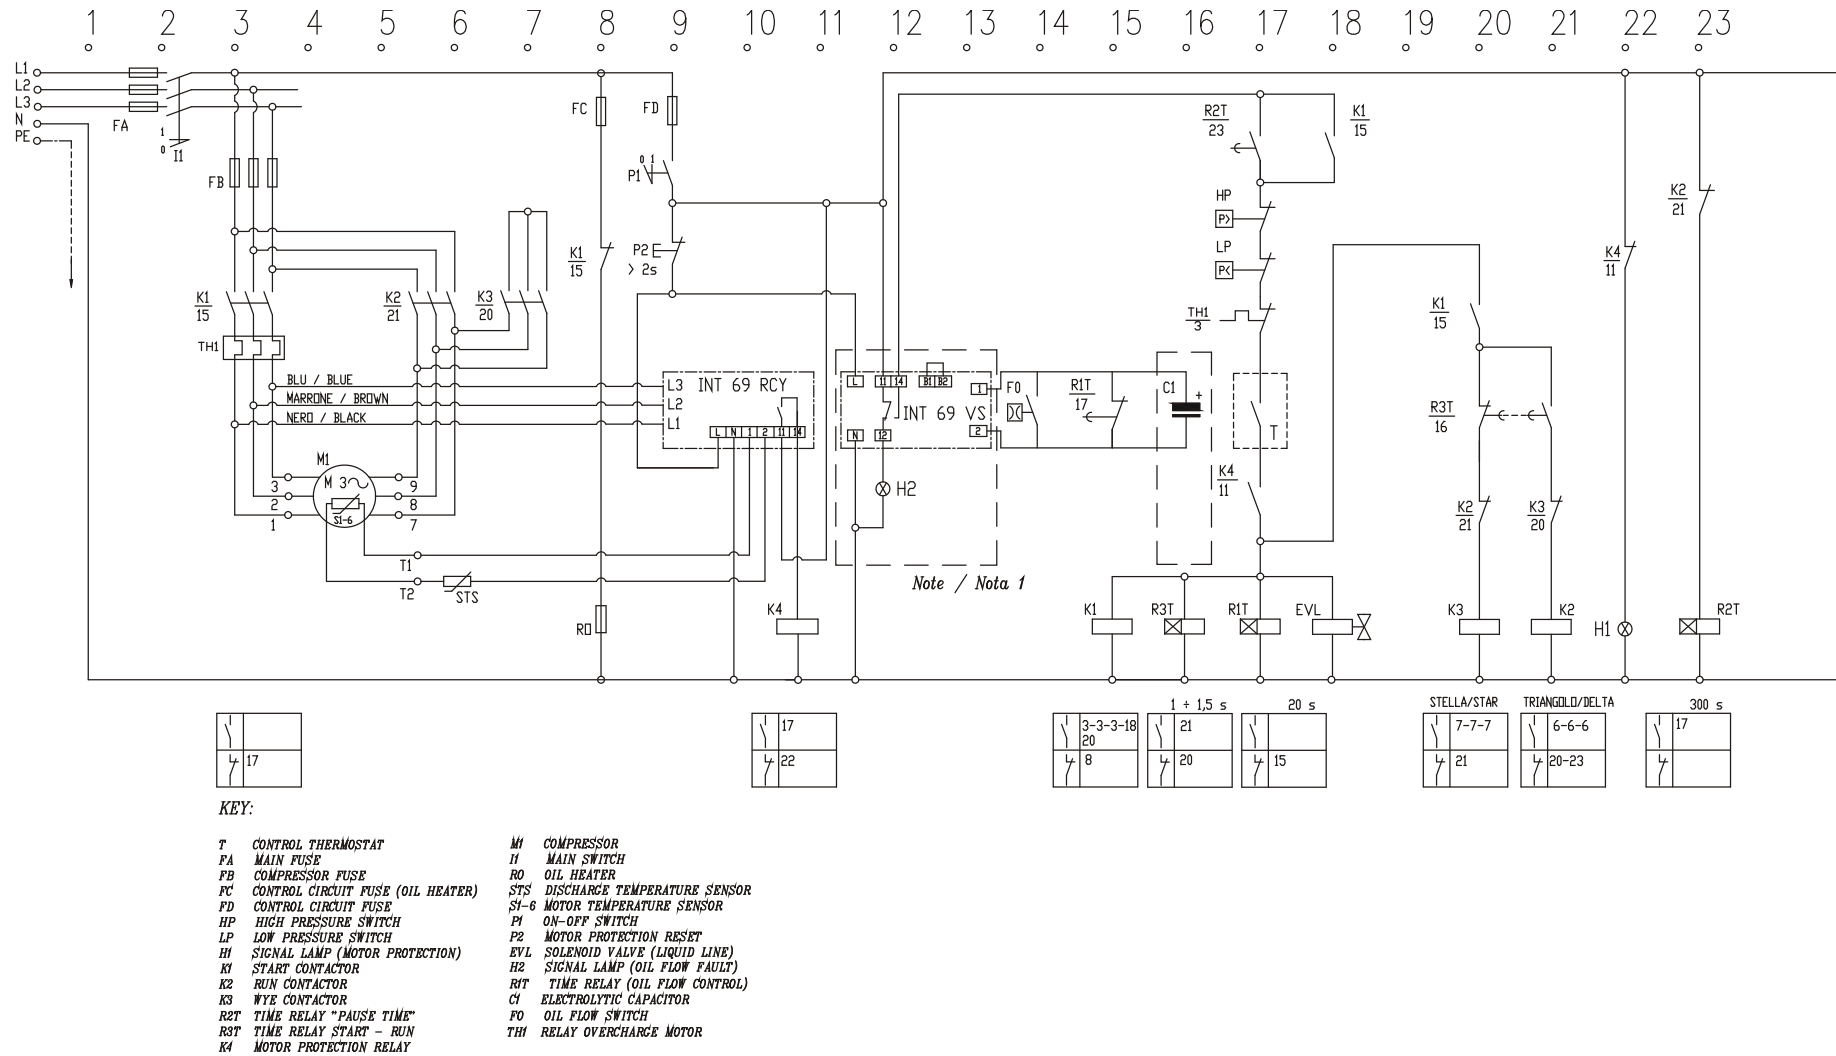 1 2 3 4 5 6 7 8 9 10 11 12 13 14 15 16 17 18 19 20 21 22 23
L1
L2
L3
N
PE
FA
1
0
I1
FB
FC
FD
0 1
P1
P2
> 2s
K1
15
R2T
23
K1
15
HP
P>
LP
P<
TH1
3
K2
21
K4
11
K1
15
K2
21
K3
20
K1
15
TH1
BLU / BLUE
MARRONE / BROWN
NERO / BLACK
L3
L2
L1
INT 69 RCY
L N 1 2 11 14
L 11 14 B1 B2
1
INT 69 VS
N 12
2
H2
FO
R1T
17
C1
+
T
K4
11
R3T
16
K2
21
K3
20
M1
M 3
S1-6
3
2
1
9
8
7
T1
T2
STS
RO
K4
Note / Nota 1
K1
R3T
R1T
EVL
K3
K2
H1
R2T
1 ÷ 1,5 s
20 s
STELLA/STAR
TRIANGOLO/DELTA
300 s
17
17
22
3-3-3-18
20
8
21
20
15
7-7-7
21
6-6-6
20-23
17
KEY:
T CONTROL THERMOSTAT
FA MAIN FUSE
FB COMPRESSOR FUSE
FC CONTROL CIRCUIT FUSE (OIL HEATER)
FD CONTROL CIRCUIT FUSE
HP HIGH PRESSURE SWITCH
LP LOW PRESSURE SWITCH
H1 SIGNAL LAMP (MOTOR PROTECTION)
K1 START CONTACTOR
K2 RUN CONTACTOR
K3 WYE CONTACTOR
R2T TIME RELAY "PAUSE TIME"
R3T TIME RELAY START - RUN
K4 MOTOR PROTECTION RELAY
M1 COMPRESSOR
I1 MAIN SWITCH
RO OIL HEATER
STS DISCHARGE TEMPERATURE SENSOR
S1-6 MOTOR TEMPERATURE SENSOR
P1 ON-OFF SWITCH
P2 MOTOR PROTECTION RESET
EVL SOLENOID VALVE (LIQUID LINE)
H2 SIGNAL LAMP (OIL FLOW FAULT)
R1T TIME RELAY (OIL FLOW CONTROL)
C1 ELECTROLYTIC CAPACITOR
FO OIL FLOW SWITCH
TH1 RELAY OVERCHARGE MOTOR